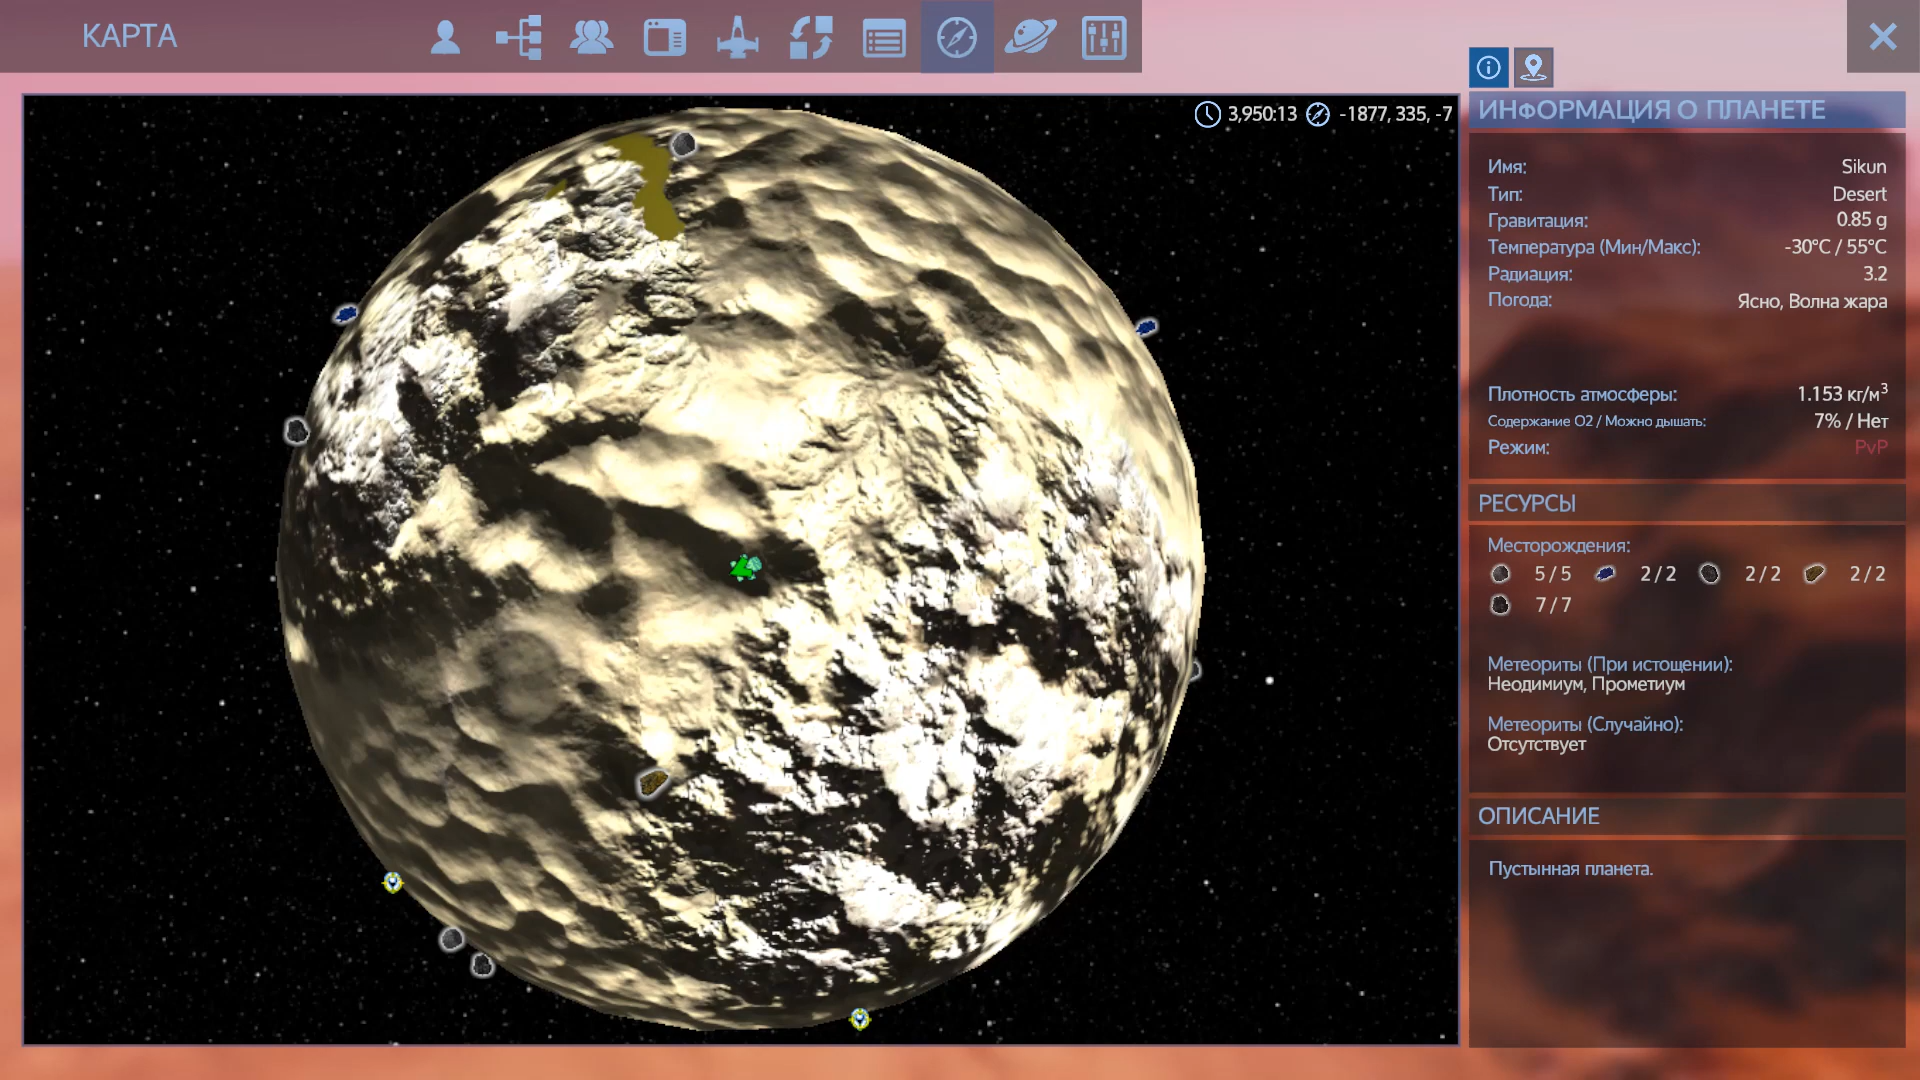 КАРТА
3,950:13 -1877, 335, -7
ИНФОРМАЦИЯ О ПЛАНЕТЕ
Имя: Sikun
Тип: Desert
Гравитация: 0.85 g
Температура (Мин/Макс): -30°C / 55°C
Радиация: 3.2
Погода: Ясно, Волна жара
Плотность атмосферы: 1.153 кг/м³
Содержание O2 / Можно дышать: 7% / Нет
Режим: PvP
РЕСУРСЫ
Месторождения:
5 / 5 2 / 2 2 / 2 2 / 2
7 / 7
Метеориты (При истощении):
Неодимиум, Прометиум
Метеориты (Случайно):
Отсутствует
ОПИСАНИЕ
Пустынная планета.